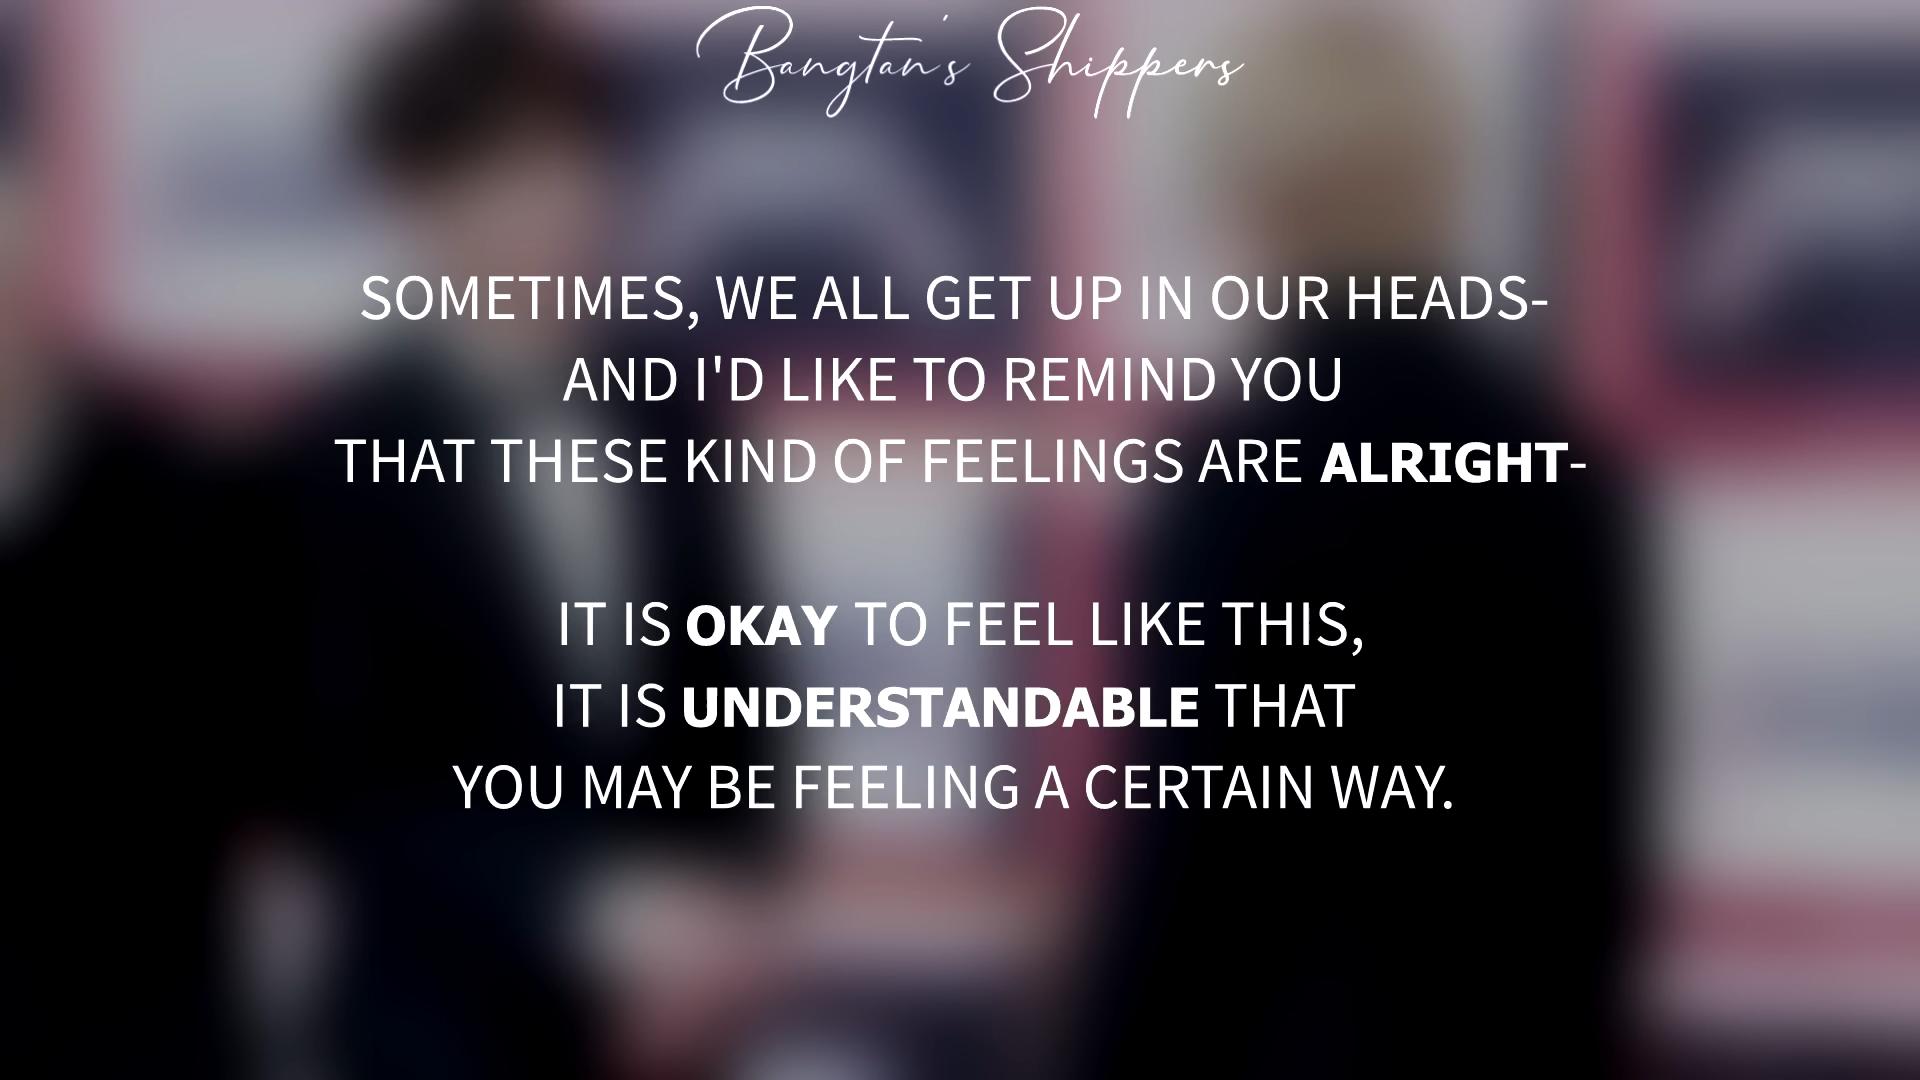 Bangtan's Shippers
SOMETIMES, WE ALL GET UP IN OUR HEADS-
AND I'D LIKE TO REMIND YOU
THAT THESE KIND OF FEELINGS ARE ALRIGHT-
IT IS OKAY TO FEEL LIKE THIS,
IT IS UNDERSTANDABLE THAT
YOU MAY BE FEELING A CERTAIN WAY.